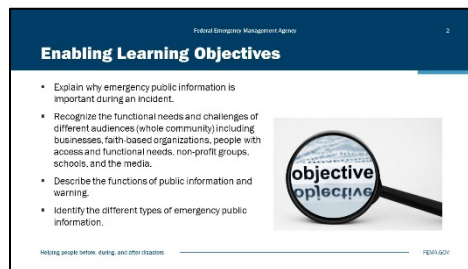 Federal Emergency Management Agency
2
Enabling Learning Objectives
▪ Explain why emergency public information is
important during an incident.
▪ Recognize the functional needs and challenges of
different audiences (whole community) including
businesses, faith-based organizations, people with
access and functional needs, non-profit groups,
schools, and the media.
▪ Describe the functions of public information and
warning.
▪ Identify the different types of emergency public
information.
objective
objective
Helping people before, during, and after disasters
FEMA.GOV